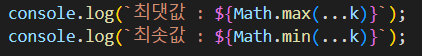 console.log(`최댓값 : ${Math.max(...k)}`);
console.log(`최솟값 : ${Math.min(...k)}`);